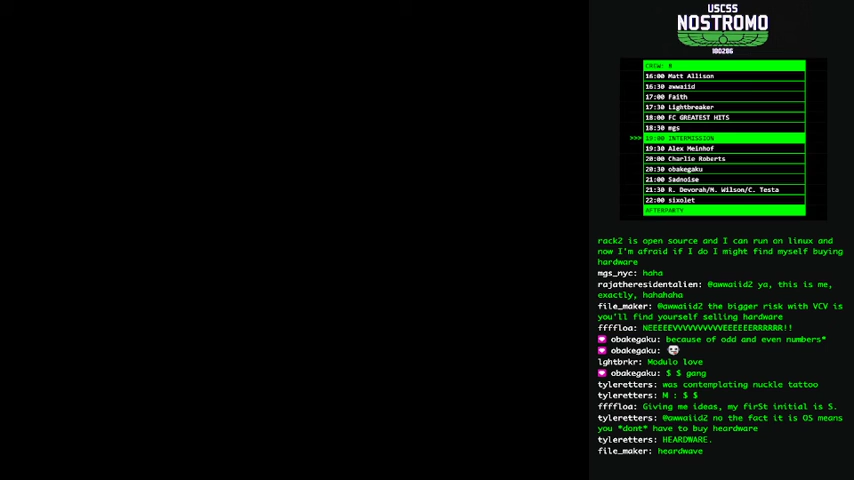 USCSS
NOSTROMO
180286
CREW: 8
16:00 Matt Allison
16:30 awwaiid
17:00 Faith
17:30 Lightbreaker
18:00 FC GREATEST HITS
18:30 mgs
>>> 19:00 INTERMISSION
19:30 Alex Meinhof
20:00 Charlie Roberts
20:30 obakegaku
21:00 Sadnoise
21:30 R. Devorah/M. Wilson/C. Testa
22:00 sixolet
AFTERPARTY
rack2 is open source and I can run on linux and
now I'm afraid if I do I might find myself buying
hardware
mgs_nyc: haha
rajatheresidentalien: @awwaiid2 ya, this is me,
exactly, hahahaha
file_maker: @awwaiid2 the bigger risk with VCV is
you'll find yourself selling hardware
ffffloa: NEEEEEVVVVVVVVVEEEEEERRRRRR!!
obakegaku: because of odd and even numbers*
obakegaku:
lghtbrkr: Modulo love
obakegaku: $ $ gang
tyleretters: was contemplating nuckle tattoo
tyleretters: M : $ $
ffffloa: Giving me ideas, my firSt initial is S.
tyleretters: @awwaiid2 no the fact it is OS means
you *dont* have to buy heardware
tyleretters: HEARDWARE.
file_maker: heardwave